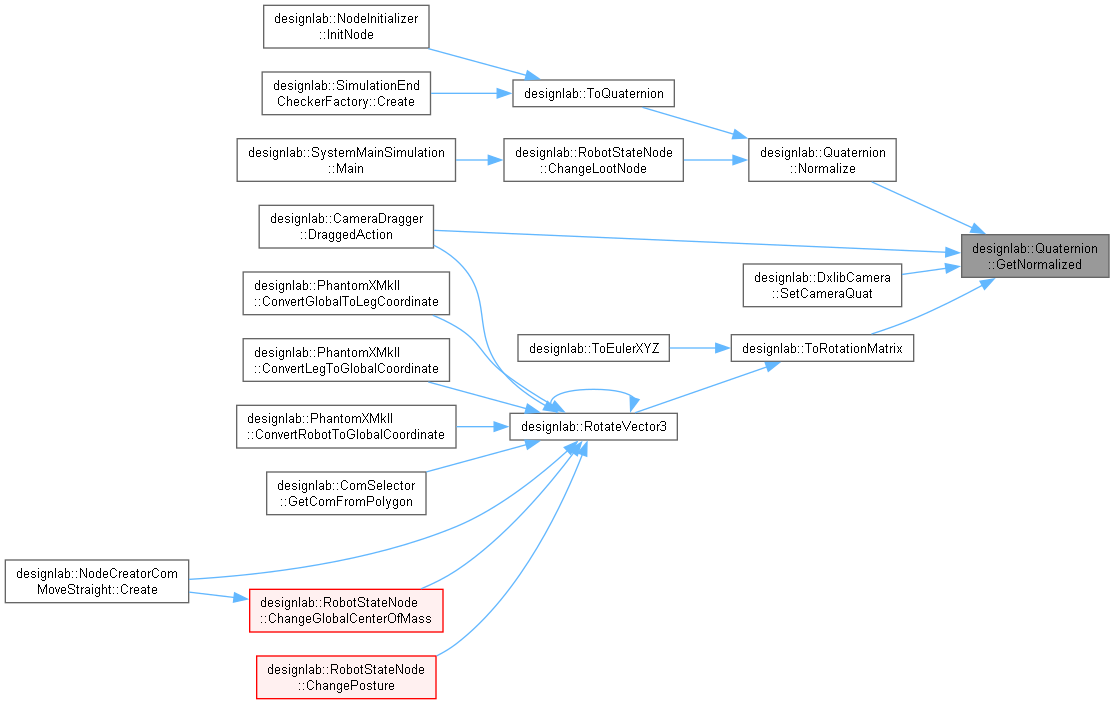 designlab::NodeInitializer
::InitNode
designlab::SimulationEnd
CheckerFactory::Create
designlab::ToQuaternion
designlab::SystemMainSimulation
::Main
designlab::RobotStateNode
::ChangeLootNode
designlab::Quaternion
::Normalize
designlab::CameraDragger
::DraggedAction
designlab::Quaternion
::GetNormalized
designlab::DxlibCamera
::SetCameraQuat
designlab::PhantomXMkII
::ConvertGlobalToLegCoordinate
designlab::ToEulerXYZ
designlab::ToRotationMatrix
designlab::PhantomXMkII
::ConvertLegToGlobalCoordinate
designlab::PhantomXMkII
::ConvertRobotToGlobalCoordinate
designlab::RotateVector3
designlab::ComSelector
::GetComFromPolygon
designlab::NodeCreatorCom
MoveStraight::Create
designlab::RobotStateNode
::ChangeGlobalCenterOfMass
designlab::RobotStateNode
::ChangePosture